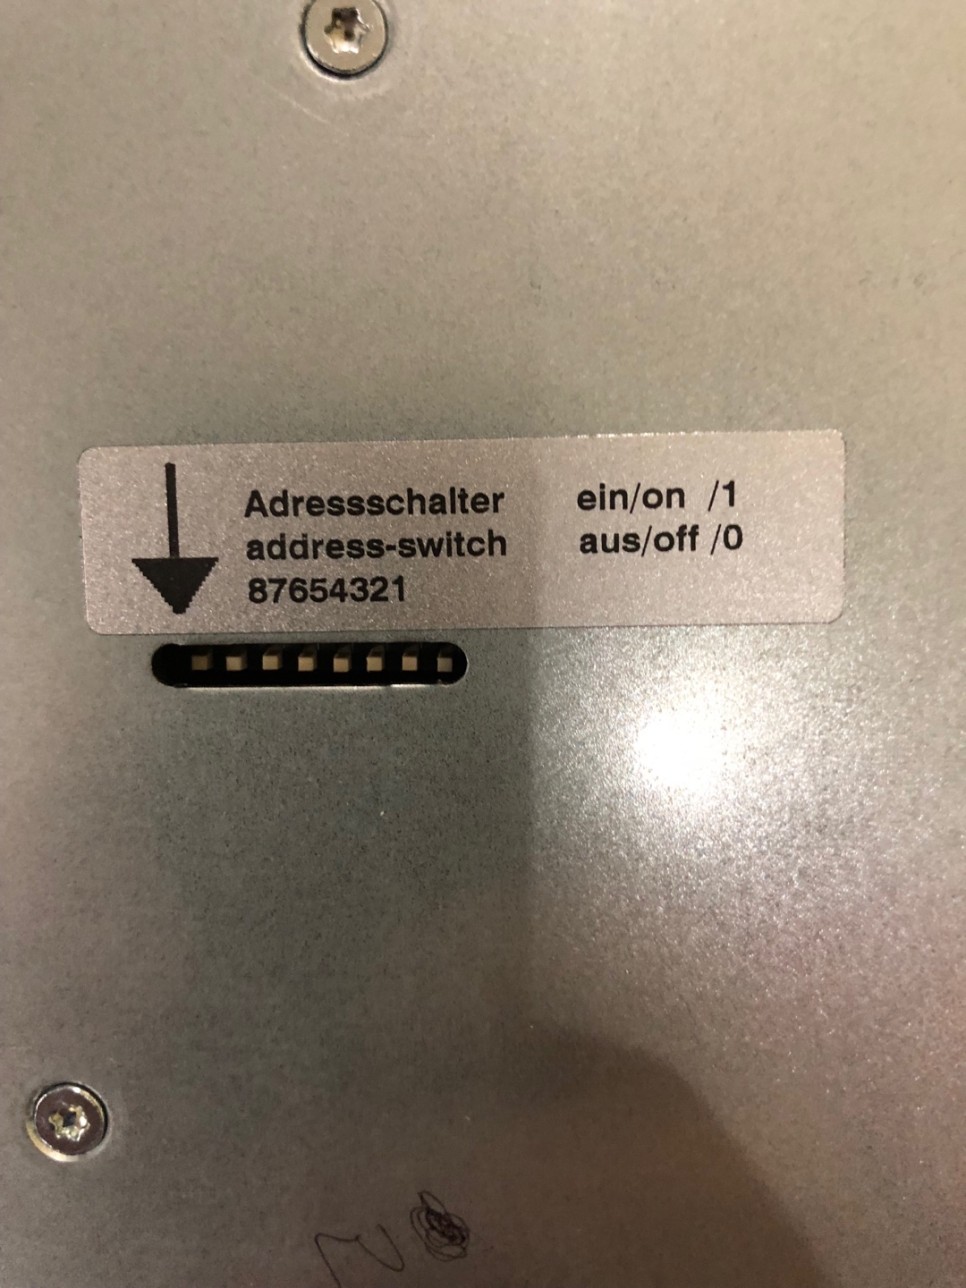 Adressschalter ein/on /1
address-switch aus/off /0
87654321